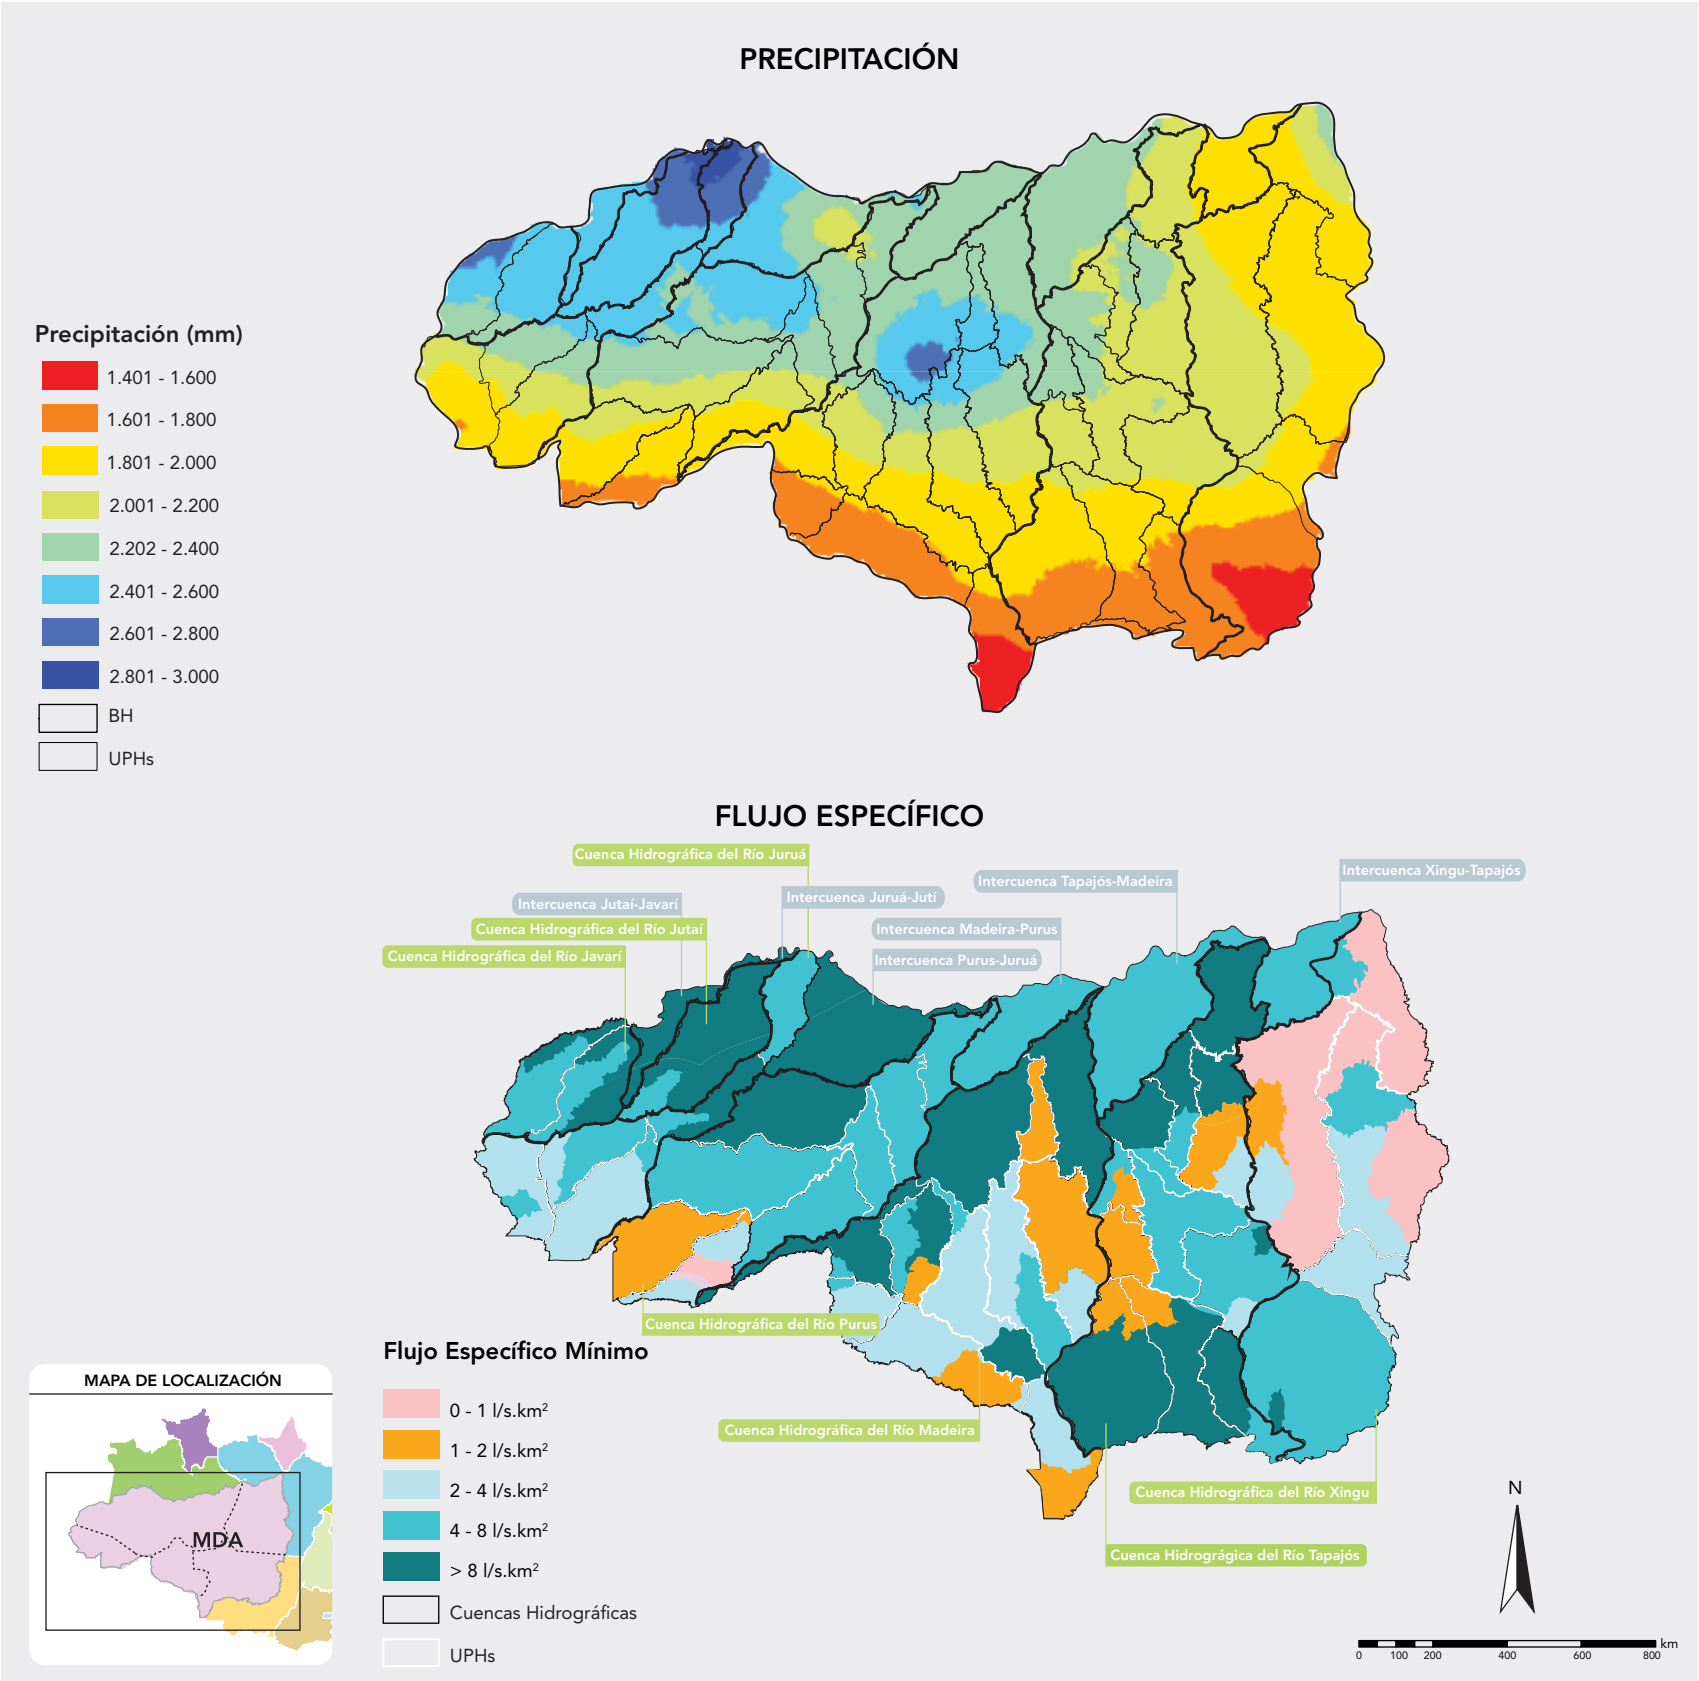 PRECIPITACIÓN
Precipitación (mm)
1.401 - 1.600
1.601 - 1.800
1.801 - 2.000
2.001 - 2.200
2.202 - 2.400
2.401 - 2.600
2.601 - 2.800
2.801 - 3.000
BH
UPHs
FLUJO ESPECÍFICO
Cuenca Hidrográfica del Río Juruá
Intercuenca Xingu-Tapajós
Intercuenca Tapajós-Madeira
Intercuenca Jutaí-Javarí
Intercuenca Juruá-Jutí
Cuenca Hidrográfica del Río Jutaí
Intercuenca Madeira-Purus
Cuenca Hidrográfica del Río Javarí
Intercuenca Purus-Juruá
Cuenca Hidrográfica del Río Purus
Cuenca Hidrográfica del Río Madeira
Cuenca Hidrográfica del Río Xingu
Cuenca Hidrográgica del Río Tapajós
Flujo Específico Mínimo
0 - 1 l/s.km²
1 - 2 l/s.km²
2 - 4 l/s.km²
4 - 8 l/s.km²
> 8 l/s.km²
Cuencas Hidrográficas
UPHs
MAPA DE LOCALIZACIÓN
MDA
N
km
0 100 200 400 600 800